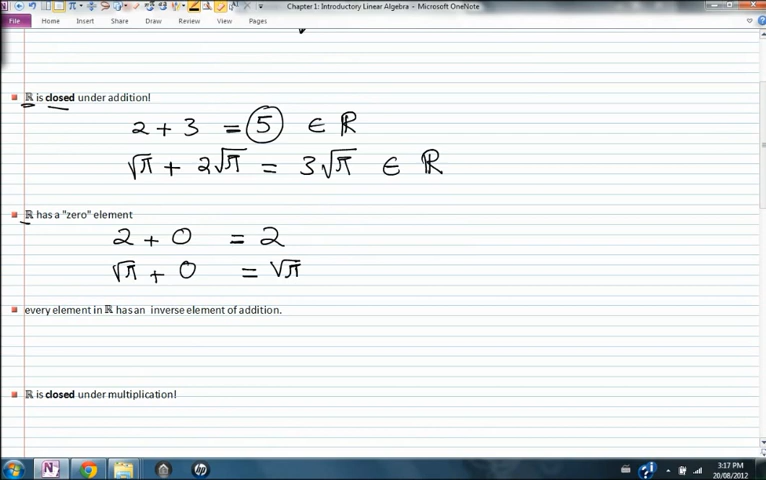 Chapter 1: Introductory Linear Algebra - Microsoft OneNote
File Home Insert Share Draw Review View Pages
ℝ is closed under addition!
2 + 3 = 5 ∈ ℝ
√π + 2√π = 3√π ∈ ℝ
ℝ has a "zero" element
2 + 0 = 2
√π + 0 = √π
every element in ℝ has an inverse element of addition.
ℝ is closed under multiplication!
3:17 PM
20/08/2012